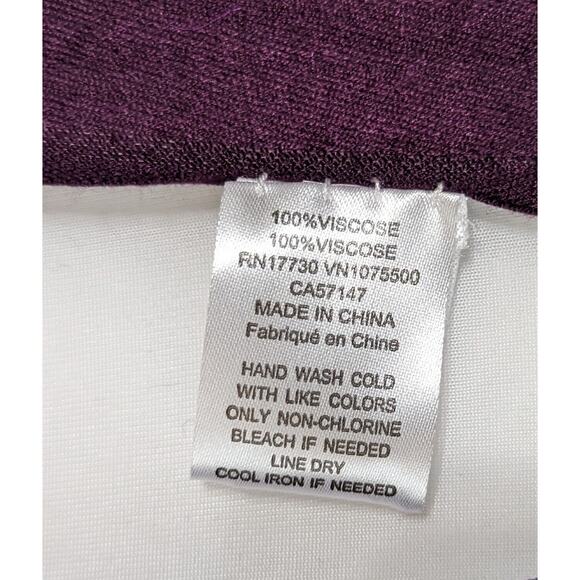 100%VISCOSE
100%VISCOSE
RN17730 VN1075500
CA57147
MADE IN CHINA
Fabriqué en Chine
HAND WASH COLD
WITH LIKE COLORS
ONLY NON-CHLORINE
BLEACH IF NEEDED
LINE DRY
COOL IRON IF NEEDED